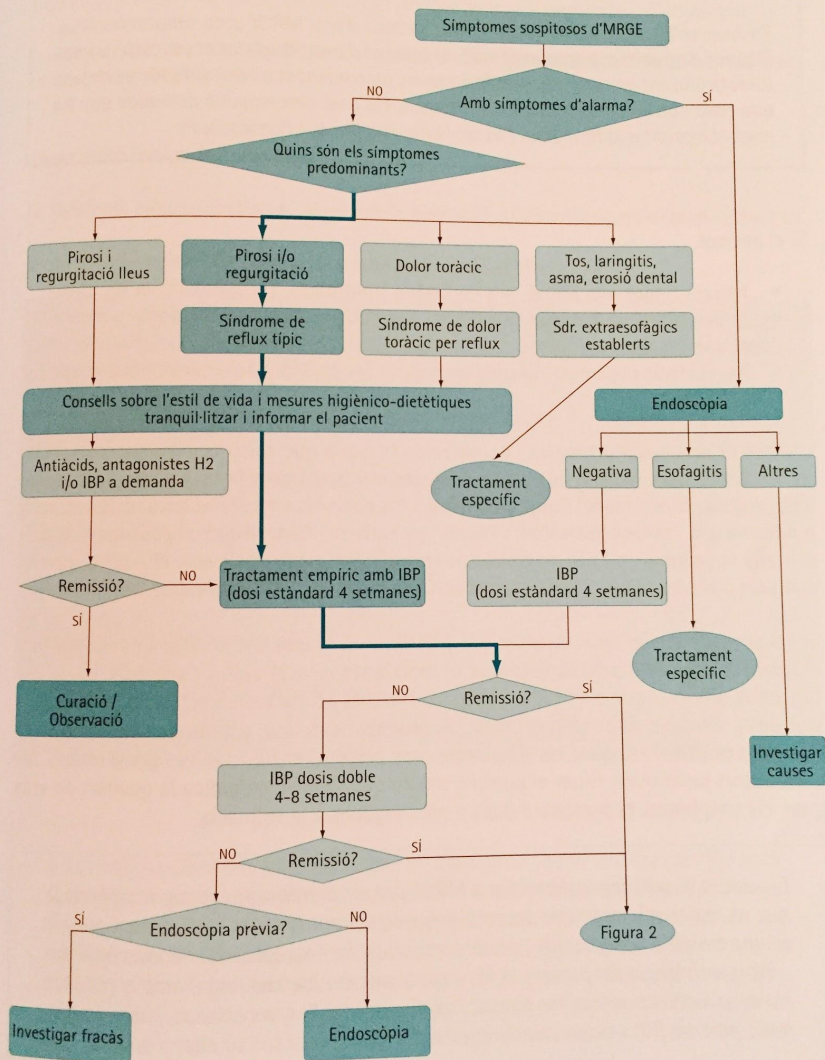 Símptomes sospitosos d'MRGE
Amb símptomes d'alarma?
NO
SÍ
Quins són els símptomes
predominants?
Pirosi i
regurgitació lleus
Pirosi i/o
regurgitació
Dolor toràcic
Tos, laringitis,
asma, erosió dental
Síndrome de
reflux típic
Síndrome de dolor
toràcic per reflux
Sdr. extraesofàgics
establerts
Consells sobre l'estil de vida i mesures higiènico-dietètiques
tranquil·litzar i informar el pacient
Endoscòpia
Antiàcids, antagonistes H2
i/o IBP a demanda
Tractament
específic
Negativa
Esofagitis
Altres
Remissió?
NO
SÍ
Tractament empíric amb IBP
(dosi estàndard 4 setmanes)
IBP
(dosi estàndard 4 setmanes)
Tractament
específic
Curació /
Observació
Remissió?
NO
SÍ
Investigar
causes
IBP dosis doble
4-8 setmanes
Remissió?
NO
SÍ
Endoscòpia prèvia?
SÍ
NO
Figura 2
Investigar fracàs
Endoscòpia